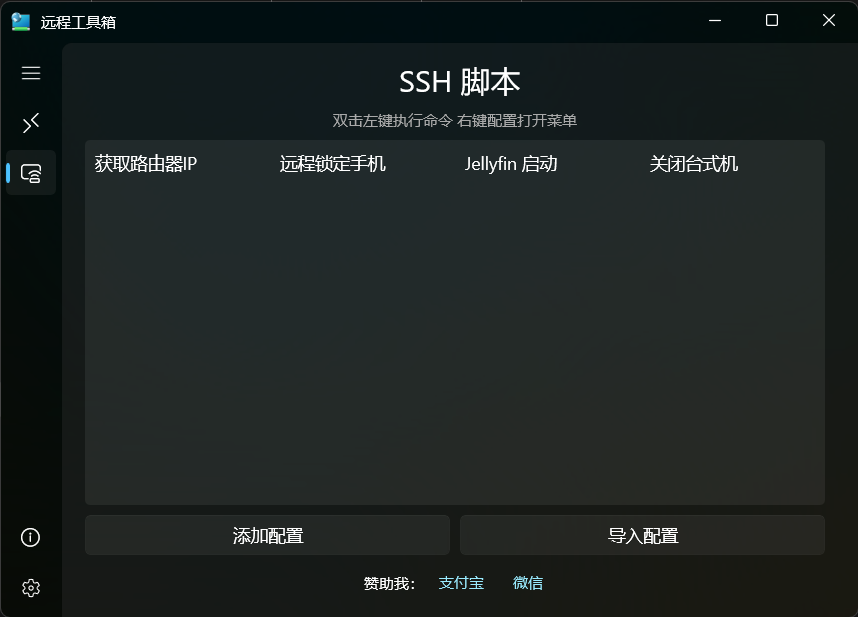 远程工具箱
SSH 脚本
双击左键执行命令 右键配置打开菜单
获取路由器IP 远程锁定手机 Jellyfin 启动 关闭台式机
添加配置 导入配置
赞助我： 支付宝 微信